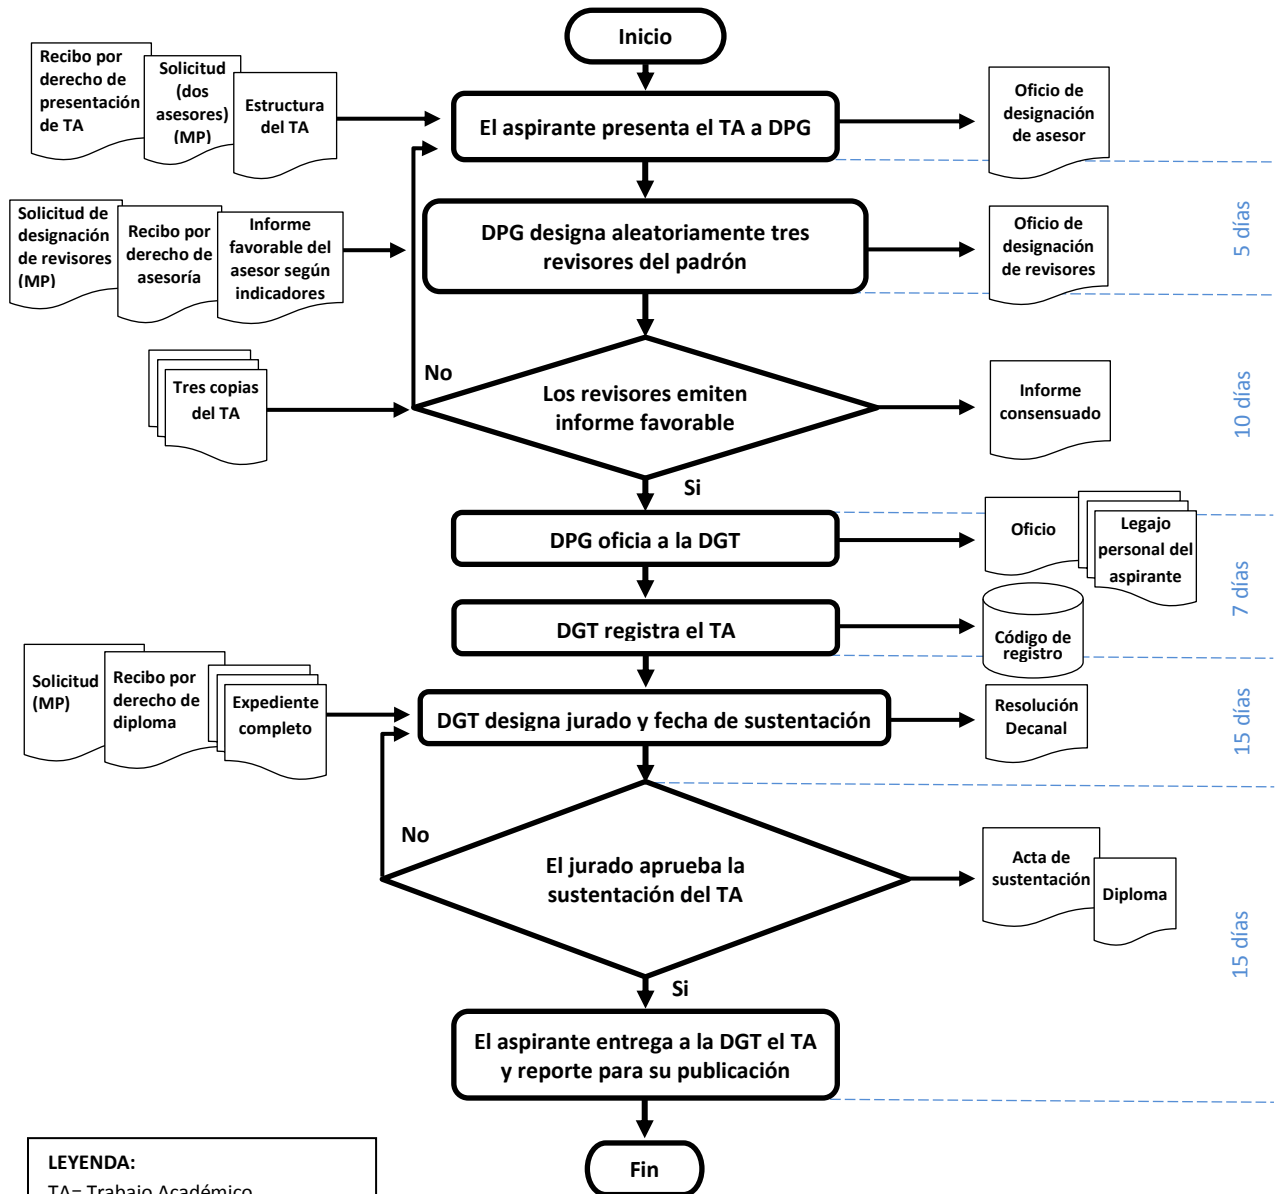 Inicio
Recibo por
derecho de
presentación
de TA
Solicitud
(dos
asesores)
(MP)
Estructura
del TA
El aspirante presenta el TA a DPG
Oficio de
designación
de asesor
Solicitud de
designación
de revisores
(MP)
Recibo por
derecho de
asesoría
Informe
favorable del
asesor según
indicadores
DPG designa aleatoriamente tres
revisores del padrón
Oficio de
designación
de revisores
5 días
Tres copias
del TA
No
Los revisores emiten
informe favorable
Informe
consensuado
10 días
Si
DPG oficia a la DGT
Oficio
Legajo
personal del
aspirante
7 días
DGT registra el TA
Código de
registro
Solicitud
(MP)
Recibo por
derecho de
diploma
Expediente
completo
DGT designa jurado y fecha de sustentación
Resolución
Decanal
15 días
No
El jurado aprueba la
sustentación del TA
Acta de
sustentación
Diploma
15 días
Si
El aspirante entrega a la DGT el TA
y reporte para su publicación
Fin
LEYENDA:
TA= Trabajo Académico